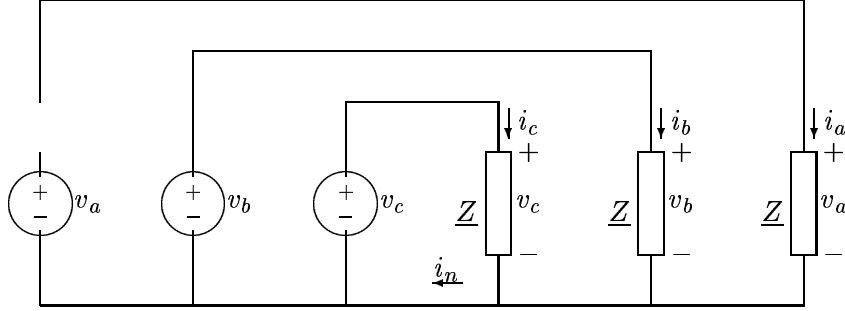 i_c i_b i_a
+ + +
+ v_a + v_b + v_c Z v_c Z v_b Z v_a
− − −
− − −
i_n